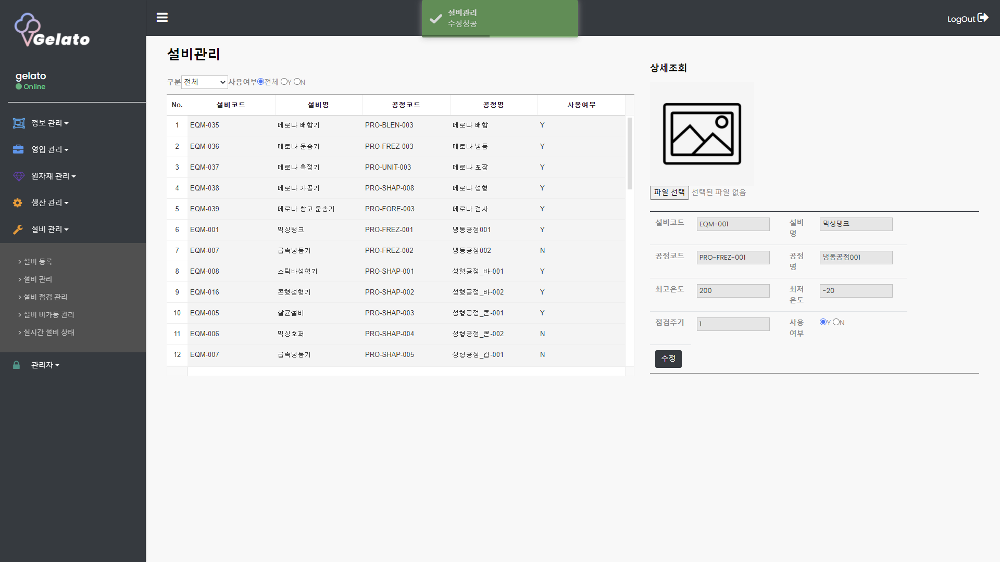 Gelato
gelato
Online
정보 관리
영업 관리
원자재 관리
생산 관리
설비 관리
> 설비 등록
> 설비 관리
> 설비 점검 관리
> 설비 비가동 관리
> 실시간 설비 상태
관리자
설비관리
수정성공
LogOut
설비관리
구분 전체 사용여부 전체 Y N
No. 설비코드 설비명 공정코드 공정명 사용여부
1 EQM-035 메로나 배합기 PRO-BLEN-003 메로나 배합 Y
2 EQM-036 메로나 운송기 PRO-FREZ-003 메로나 냉동 Y
3 EQM-037 메로나 측정기 PRO-UNIT-003 메로나 포장 Y
4 EQM-038 메로나 가공기 PRO-SHAP-008 메로나 성형 Y
5 EQM-039 메로나 창고 운송기 PRO-FORE-003 메로나 검사 Y
6 EQM-001 믹싱탱크 PRO-FREZ-001 냉동공정001 Y
7 EQM-007 급속냉동기 PRO-FREZ-002 냉동공정002 N
8 EQM-008 스틱바성형기 PRO-SHAP-001 성형공정_바-001 Y
9 EQM-016 콘형성형기 PRO-SHAP-002 성형공정_바-002 Y
10 EQM-005 살균설비 PRO-SHAP-003 성형공정_콘-001 Y
11 EQM-006 믹싱호퍼 PRO-SHAP-004 성형공정_콘-002 N
12 EQM-007 급속냉동기 PRO-SHAP-005 성형공정_컵-001 N
상세조회
파일 선택 선택된 파일 없음
설비코드 EQM-001 설비명 믹싱탱크
공정코드 PRO-FREZ-001 공정명 냉동공정001
최고온도 200 최저온도 -20
점검주기 1 사용여부 Y N
수정